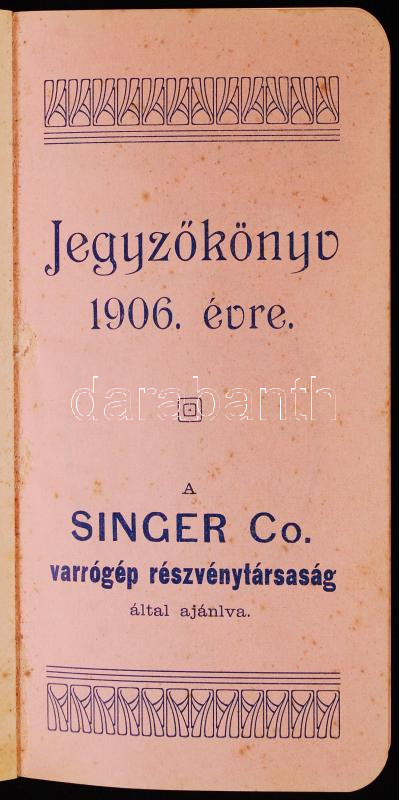 Jegyzőkönyv
1906. évre.
darabanth
A
SINGER Co.
varrógép részvénytársaság
által ajánlva.